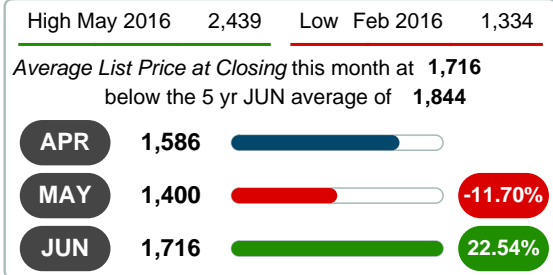 High May 2016 2,439 Low Feb 2016 1,334
Average List Price at Closing this month at 1,716
below the 5 yr JUN average of 1,844
APR 1,586
MAY 1,400 -11.70%
JUN 1,716 22.54%